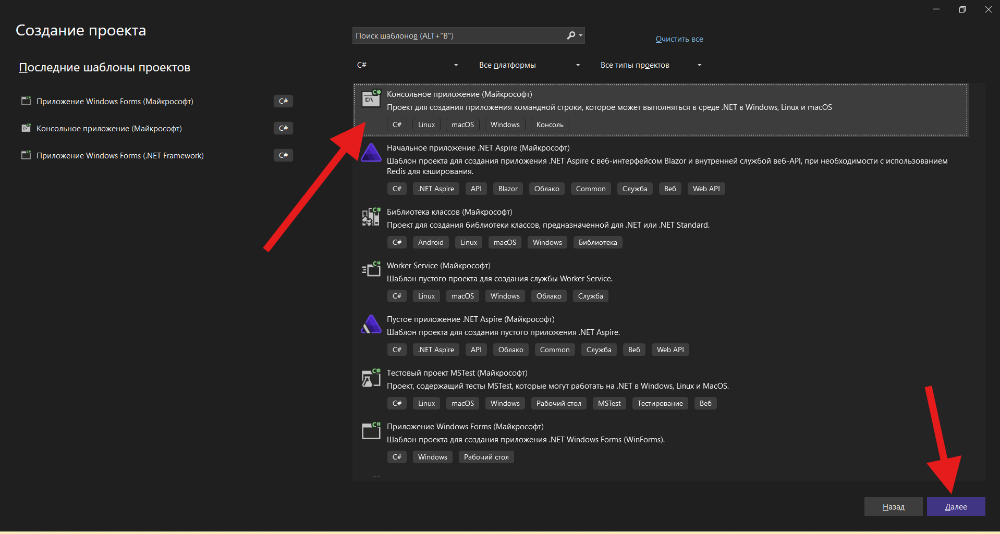 Создание проекта
Последние шаблоны проектов
Приложение Windows Forms (Майкрософт) C#
Консольное приложение (Майкрософт) C#
Приложение Windows Forms (.NET Framework) C#
Поиск шаблонов (ALT+"В")
Очистить все
C# Все платформы Все типы проектов
Консольное приложение (Майкрософт)
Проект для создания приложения командной строки, которое может выполняться в среде .NET в Windows, Linux и macOS
C# Linux macOS Windows Консоль
Начальное приложение .NET Aspire (Майкрософт)
Шаблон проекта для создания приложения .NET Aspire с веб-интерфейсом Blazor и внутренней службой веб-API, при необходимости с использованием
Redis для кэширования.
C# .NET Aspire API Blazor Облако Common Служба Веб Web API
Библиотека классов (Майкрософт)
Проект для создания библиотеки классов, предназначенной для .NET или .NET Standard.
C# Android Linux macOS Windows Библиотека
Worker Service (Майкрософт)
Шаблон пустого проекта для создания службы Worker Service.
C# Linux macOS Windows Облако Служба
Пустое приложение .NET Aspire (Майкрософт)
Шаблон проекта для создания пустого приложения .NET Aspire.
C# .NET Aspire API Облако Common Служба Веб Web API
Тестовый проект MSTest (Майкрософт)
Проект, содержащий тесты MSTest, которые могут работать на .NET в Windows, Linux и MacOS.
C# Linux macOS Windows Рабочий стол MSTest Тестирование Веб
Приложение Windows Forms (Майкрософт)
Шаблон проекта для создания приложения .NET Windows Forms (WinForms).
C# Windows Рабочий стол
Назад Далее